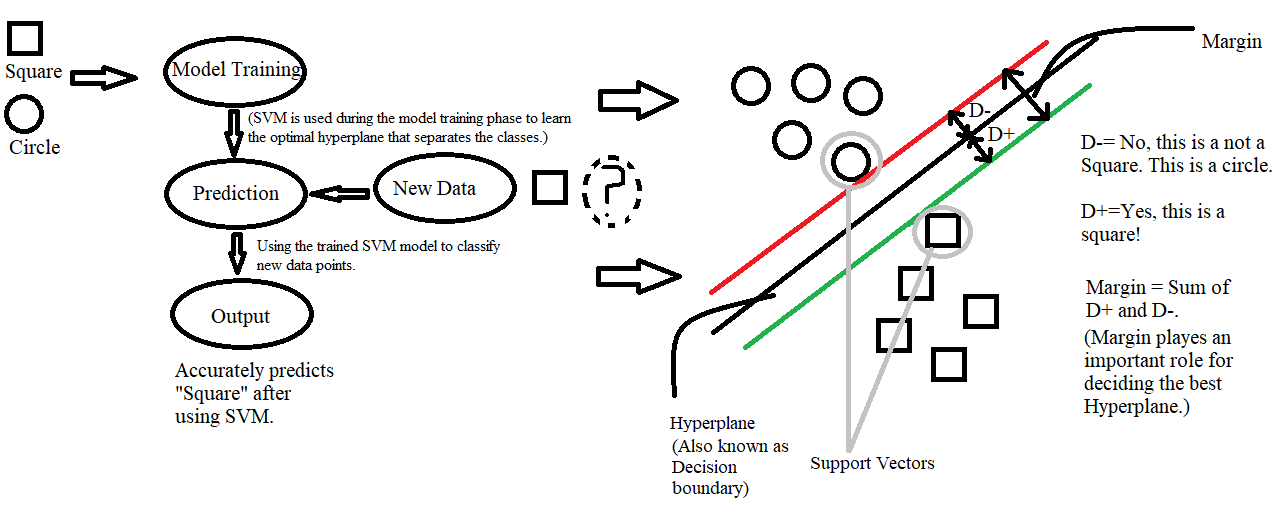 Square
Circle
Model Training
(SVM is used during the model training phase to learn
the optimal hyperplane that separates the classes.)
Prediction
New Data
?
Using the trained SVM model to classify
new data points.
Output
Accurately predicts
"Square" after
using SVM.
Margin
D-
D+
D-= No, this is a not a
Square. This is a circle.
D+=Yes, this is a
square!
Margin = Sum of
D+ and D-.
(Margin playes an
important role for
deciding the best
Hyperplane.)
Hyperplane
(Also known as
Decision
boundary)
Support Vectors